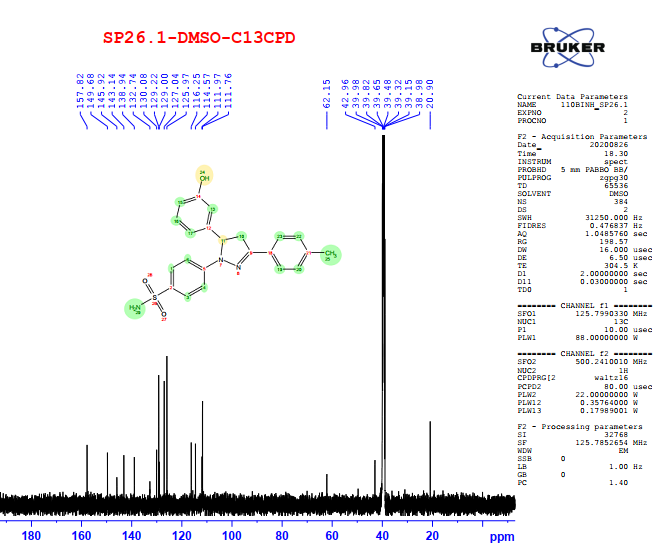 SP26.1-DMSO-C13CPD
157.82
149.68
145.92
143.14
138.94
132.74
130.08
129.22
129.00
127.04
125.97
116.25
114.57
111.97
111.76
62.15
42.96
39.98
39.82
39.65
39.48
39.32
39.15
38.98
20.90
BRUKER
Current Data Parameters
NAME 110BINH_SP26.1
EXPNO 2
PROCNO 1
F2 - Acquisition Parameters
Date_ 20200826
Time 18.30
INSTRUM spect
PROBHD 5 mm PABBO BB/
PULPROG zgpg30
TD 65536
SOLVENT DMSO
NS 384
DS 2
SWH 31250.000 Hz
FIDRES 0.476837 Hz
AQ 1.0485760 sec
RG 198.57
DW 16.000 usec
DE 6.50 usec
TE 304.5 K
D1 2.00000000 sec
D11 0.03000000 sec
TD0 1
======== CHANNEL f1 ========
SFO1 125.7990330 MHz
NUC1 13C
P1 10.00 usec
PLW1 88.00000000 W
======== CHANNEL f2 ========
SFO2 500.2410010 MHz
NUC2 1H
CPDPRG[2 waltz16
PCPD2 80.00 usec
PLW2 22.00000000 W
PLW12 0.35764000 W
PLW13 0.17989001 W
F2 - Processing parameters
SI 32768
SF 125.7852654 MHz
WDW EM
SSB 0
LB 1.00 Hz
GB 0
PC 1.40
OH
CH3
N
N
O
S
O
H2N
180 160 140 120 100 80 60 40 20 ppm